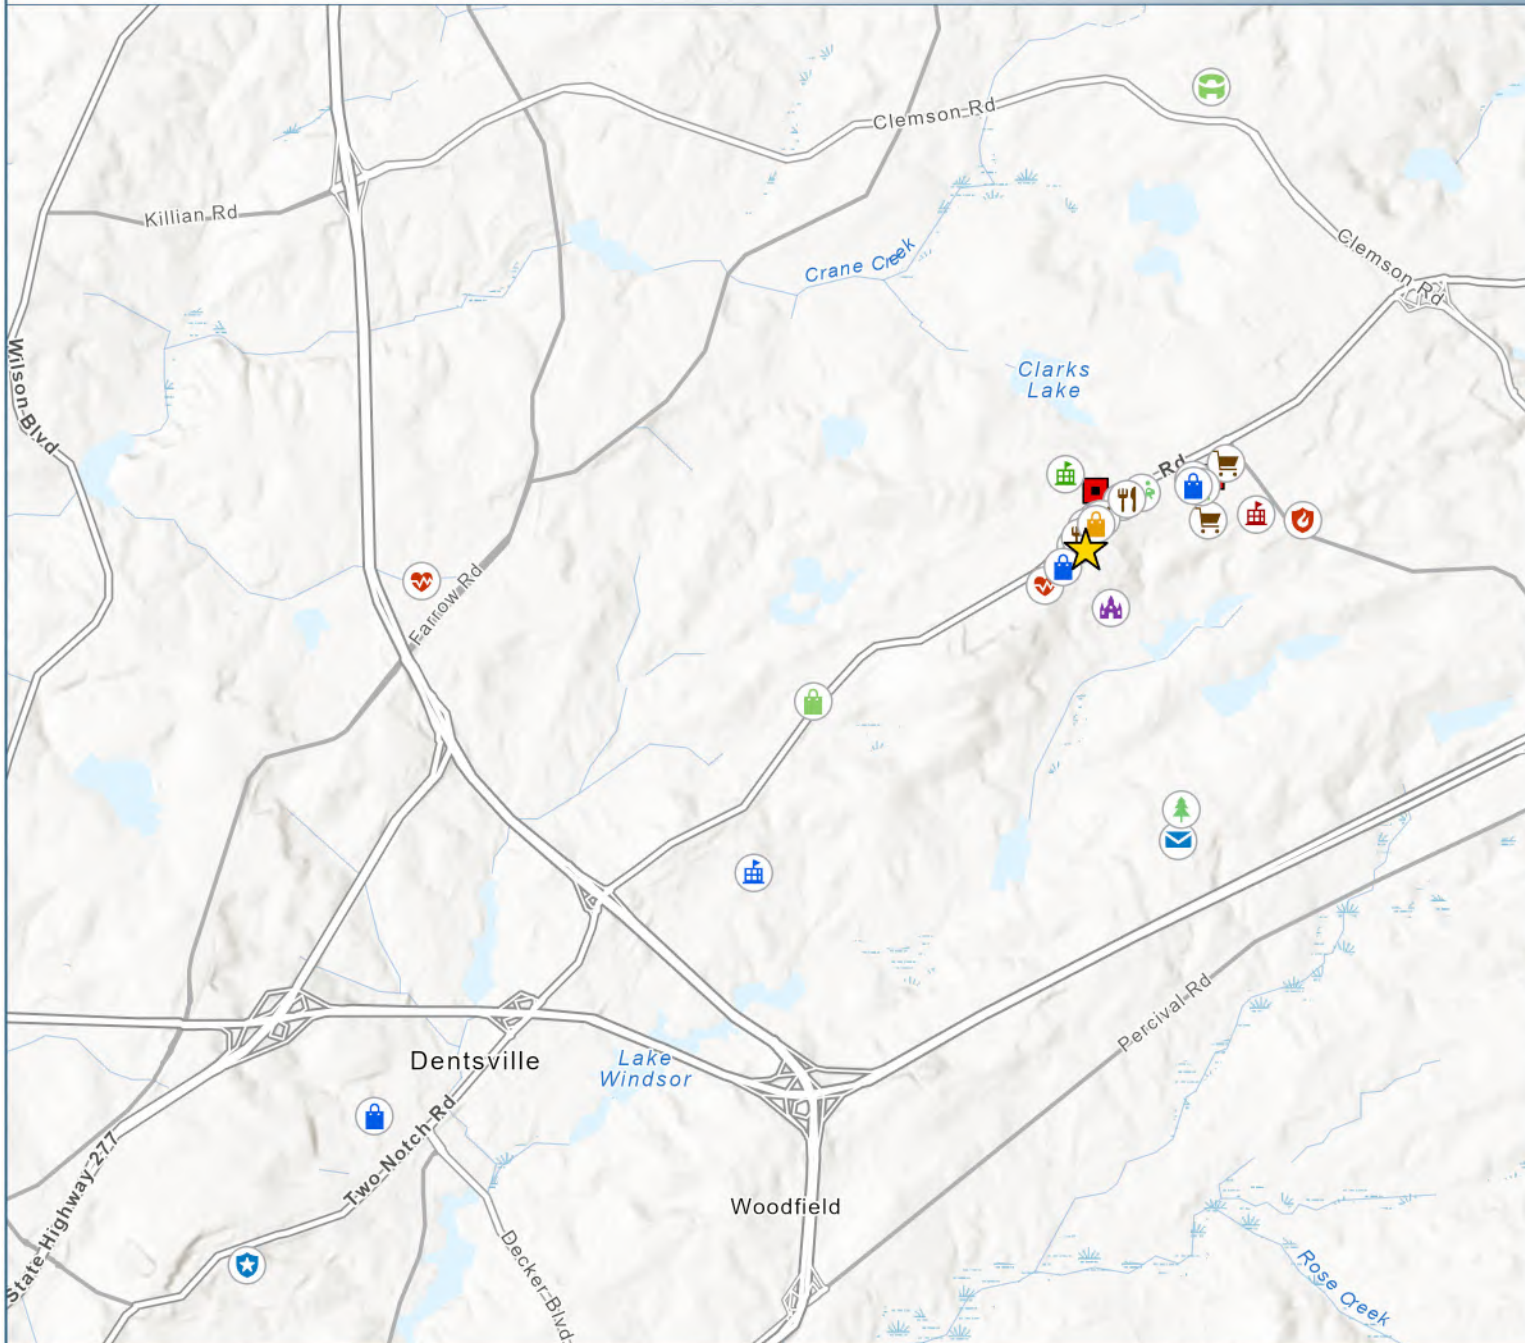 Clemson Rd
Killian Rd
Clemson Rd
Crane Creek
Wilson Blvd
Clarks
Lake
Rd
Farrow Rd
Percival Rd
Dentsville
Lake
Windsor
Two Notch Rd
State Highway 277
Woodfield
Decker Blvd
Rose Creek